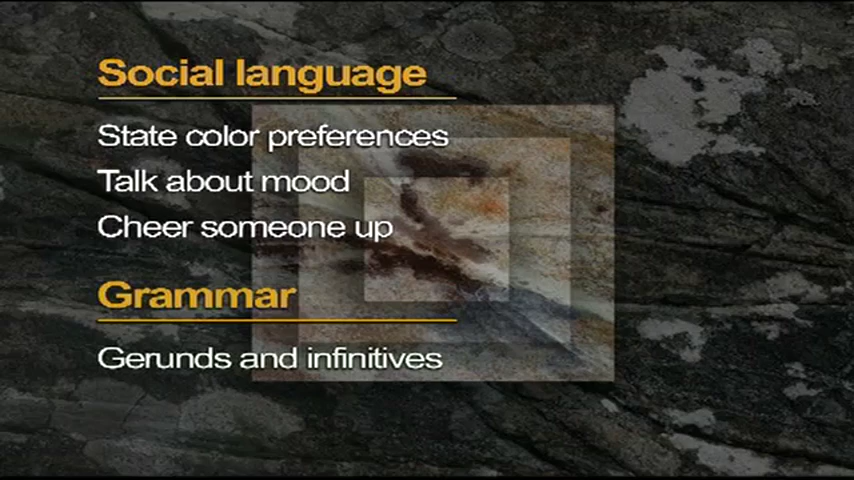 Social language
State color preferences
Talk about mood
Cheer someone up
Grammar
Gerunds and infinitives